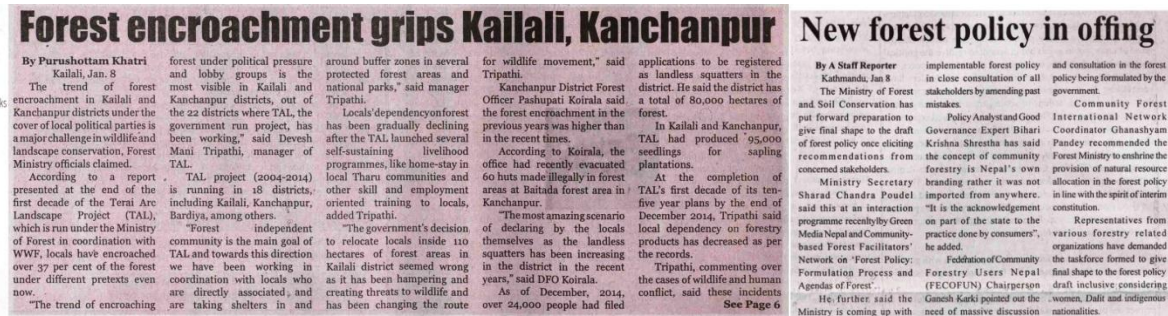 Forest encroachment grips Kailali, Kanchanpur
By Purushottam Khatri
Kailali, Jan. 8
The trend of forest
encroachment in Kailali and
Kanchanpur districts under the
cover of local political parties is
a major challenge in wildlife and
landscape conservation, Forest
Ministry officials claimed.
According to a report
presented at the end of the
first decade of the Terai Arc
Landscape Project (TAL),
which is run under the Ministry
of Forest in coordination with
WWF, locals have encroached
over 37 per cent of the forest
under different pretexts even
now.
"The trend of encroaching
forest under political pressure
and lobby groups is the
most visible in Kailali and
Kanchanpur districts, out of
the 22 districts where TAL, the
government run project, has
been working," said Devesh
Mani Tripathi, manager of
TAL.
TAL project (2004-2014)
is running in 18 districts,
including Kailali, Kanchanpur,
Bardiya, among others.
"Forest independent
community is the main goal of
TAL and towards this direction
we have been working in
coordination with locals who
are directly associated, and
are taking shelters in and
around buffer zones in several
protected forest areas and
national parks," said manager
Tripathi.
Locals' dependency on forest
has been gradually declining
after the TAL launched several
self-sustaining livelihood
programmes, like home-stay in
local Tharu communities and
other skill and employment
oriented training to locals,
added Tripathi.
"The government's decision
to relocate locals inside 110
hectares of forest areas in
Kailali district seemed wrong
as it has been hampering and
creating threats to wildlife and
has been changing the route
for wildlife movement," said
Tripathi.
Kanchanpur District Forest
Officer Pashupati Koirala said
the forest encroachment in the
previous years was higher than
in the recent times.
According to Koirala, the
office had recently evacuated
60 huts made illegally in forest
areas at Baitada forest area in
Kanchanpur.
"The most amazing scenario
of declaring by the locals
themselves as the landless
squatters has been increasing
in the district in the recent
years," said DFO Koirala.
As of December, 2014,
over 24,000 people had filed
applications to be registered
as landless squatters in the
district. He said the district has
a total of 80,000 hectares of
forest.
In Kailali and Kanchanpur,
TAL had produced '95,000
seedlings for sapling
plantations.
At the completion of
TAL's first decade of its ten-
five year plans by the end of
December 2014, Tripathi said
local dependency on forestry
products has decreased as per
the records.
Tripathi, commenting over
the cases of wildlife and human
conflict, said these incidents
See Page 6
New forest policy in offing
By A Staff Reporter
Kathmandu, Jan 8
The Ministry of Forest
and Soil Conservation has
put forward preparation to
give final shape to the draft
of forest policy once eliciting
recommendations from
concerned stakeholders.
Ministry Secretary
Sharad Chandra Poudel
said this at an interaction
programme recenltylby Green
Media Nepal and Community-
based Forest Facilitators'
Network on 'Forest Policy:
Formulation Process and
Agendas of Forest'.
He further said the
Ministry is coming up with
implementable forest policy
in close consultation of all
stakeholders by amending past
mistakes.
Policy Analyst and Good
Governance Expert Bihari
Krishna Shrestha has said
the concept of community
forestry is Nepal's own
branding rather it was not
imported from anywhere.
"It is the acknowledgement
on part of the state to the
practice done by consumers",
he added.
Federation of Community
Forestry Users Nepal
(FECOFUN) Chairperson
Ganesh Karki pointed out the
need of massive discussion
and consultation in the forest
policy being formulated by the
government.
Community Forest
International Network
Coordinator Ghanashyam
Pandey recommended the
Forest Ministry to enshrine the
provision of natural resource
allocation in the forest policy
in line with the spirit of interim
constitution.
Representatives from
various forestry related
organizations have demanded
the taskforce formed to give
final shape to the forest policy
draft inclusive considering
women, Dalit and indigenous
nationalities.